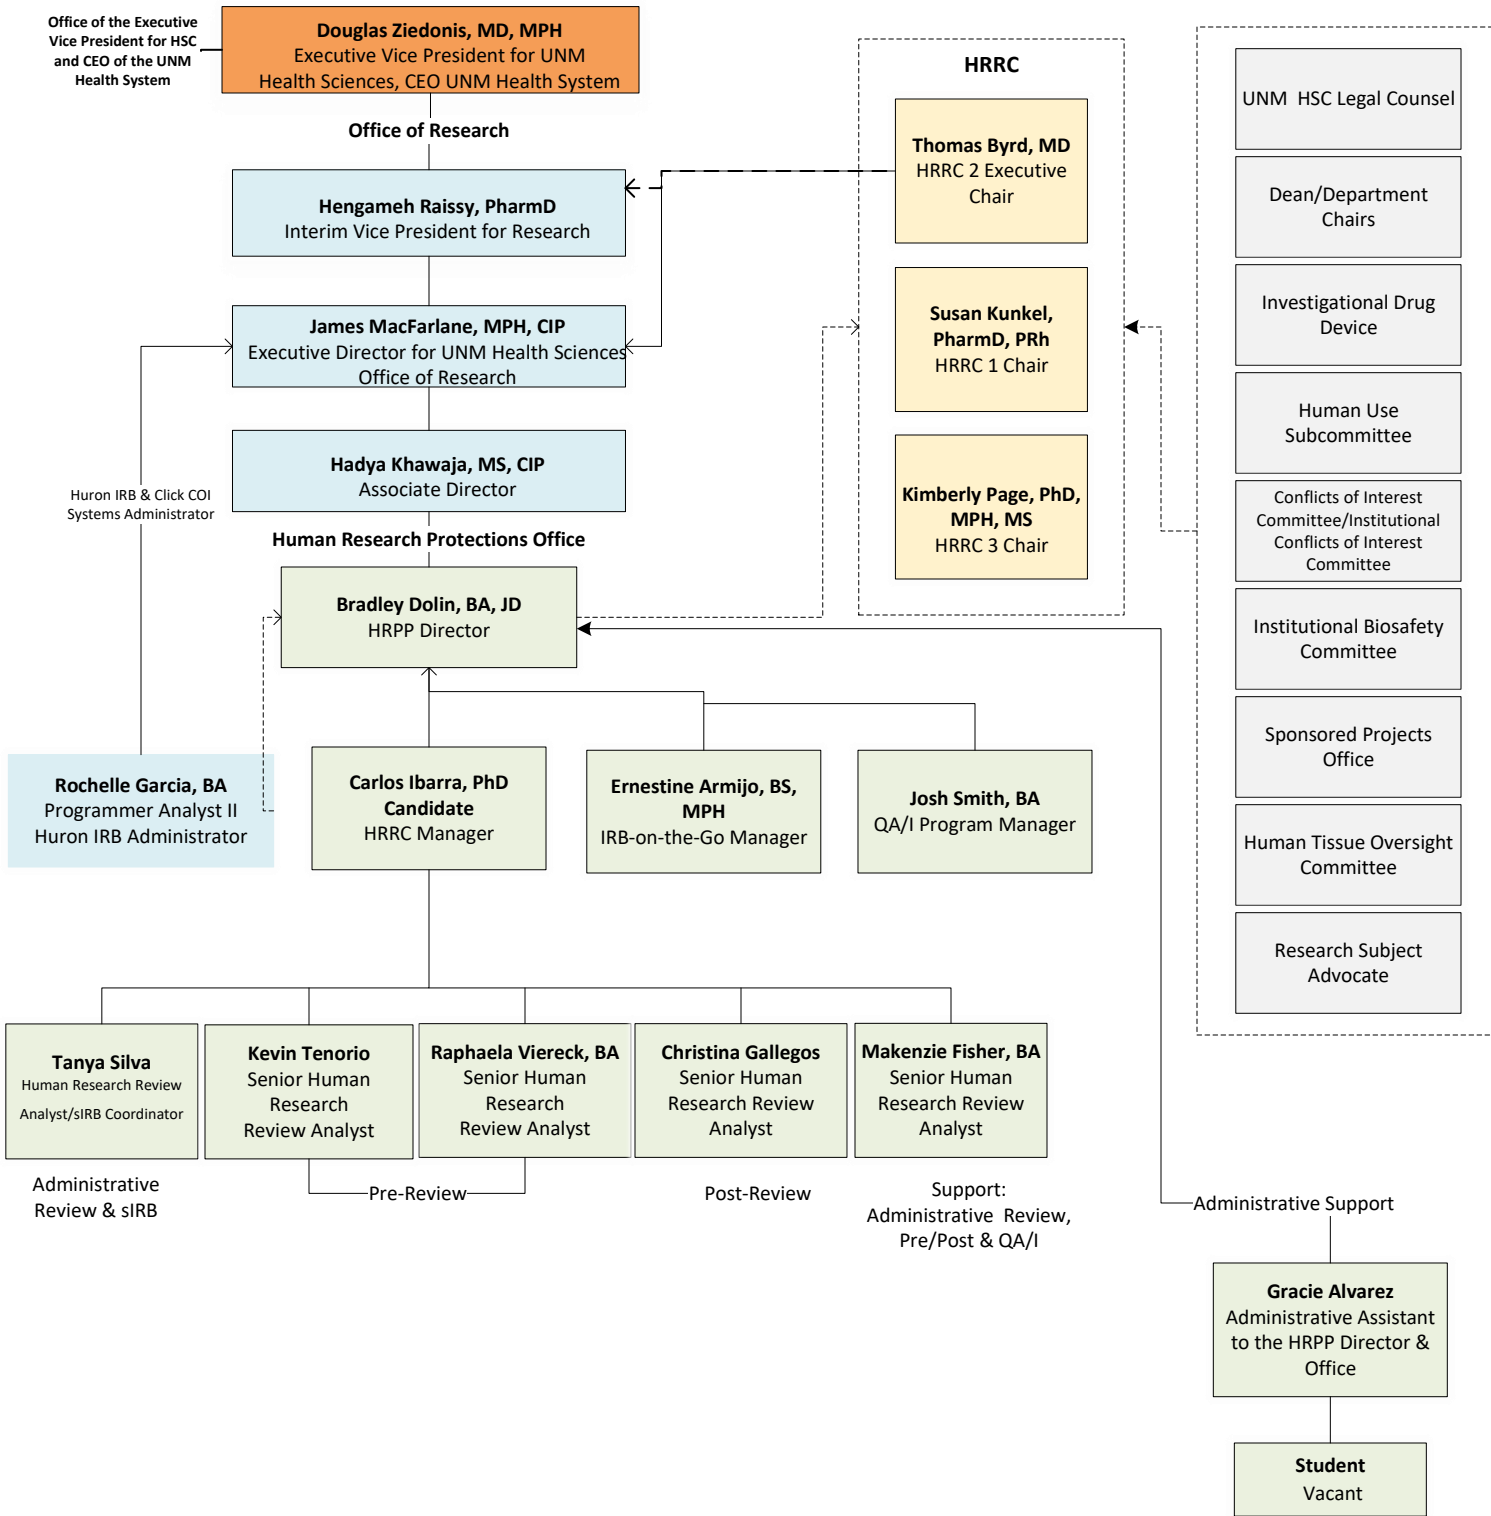 Office of the Executive
Vice President for HSC
and CEO of the UNM
Health System
Douglas Ziedonis, MD, MPH
Executive Vice President for UNM
Health Sciences, CEO UNM Health System
Office of Research
Hengameh Raissy, PharmD
Interim Vice President for Research
James MacFarlane, MPH, CIP
Executive Director for UNM Health Sciences
Office of Research
Hadya Khawaja, MS, CIP
Associate Director
Huron IRB & Click COI
Systems Administrator
Human Research Protections Office
Bradley Dolin, BA, JD
HRPP Director
HRRC
Thomas Byrd, MD
HRRC 2 Executive
Chair
Susan Kunkel,
PharmD, PRh
HRRC 1 Chair
Kimberly Page, PhD,
MPH, MS
HRRC 3 Chair
UNM  HSC Legal Counsel
Dean/Department
Chairs
Investigational Drug
Device
Human Use
Subcommittee
Conflicts of Interest
Committee/Institutional
Conflicts of Interest
Committee
Institutional Biosafety
Committee
Sponsored Projects
Office
Human Tissue Oversight
Committee
Research Subject
Advocate
Rochelle Garcia, BA
Programmer Analyst II
Huron IRB Administrator
Carlos Ibarra, PhD
Candidate
HRRC Manager
Ernestine Armijo, BS,
MPH
IRB-on-the-Go Manager
Josh Smith, BA
QA/I Program Manager
Tanya Silva
Human Research Review
Analyst/sIRB Coordinator
Administrative
Review & sIRB
Kevin Tenorio
Senior Human
Research
Review Analyst
Raphaela Viereck, BA
Senior Human
Research
Review Analyst
Pre-Review
Christina Gallegos
Senior Human
Research Review
Analyst
Post-Review
Makenzie Fisher, BA
Senior Human
Research Review
Analyst
Support:
Administrative  Review,
Pre/Post & QA/I
Administrative Support
Gracie Alvarez
Administrative Assistant
to the HRPP Director &
Office
Student
Vacant